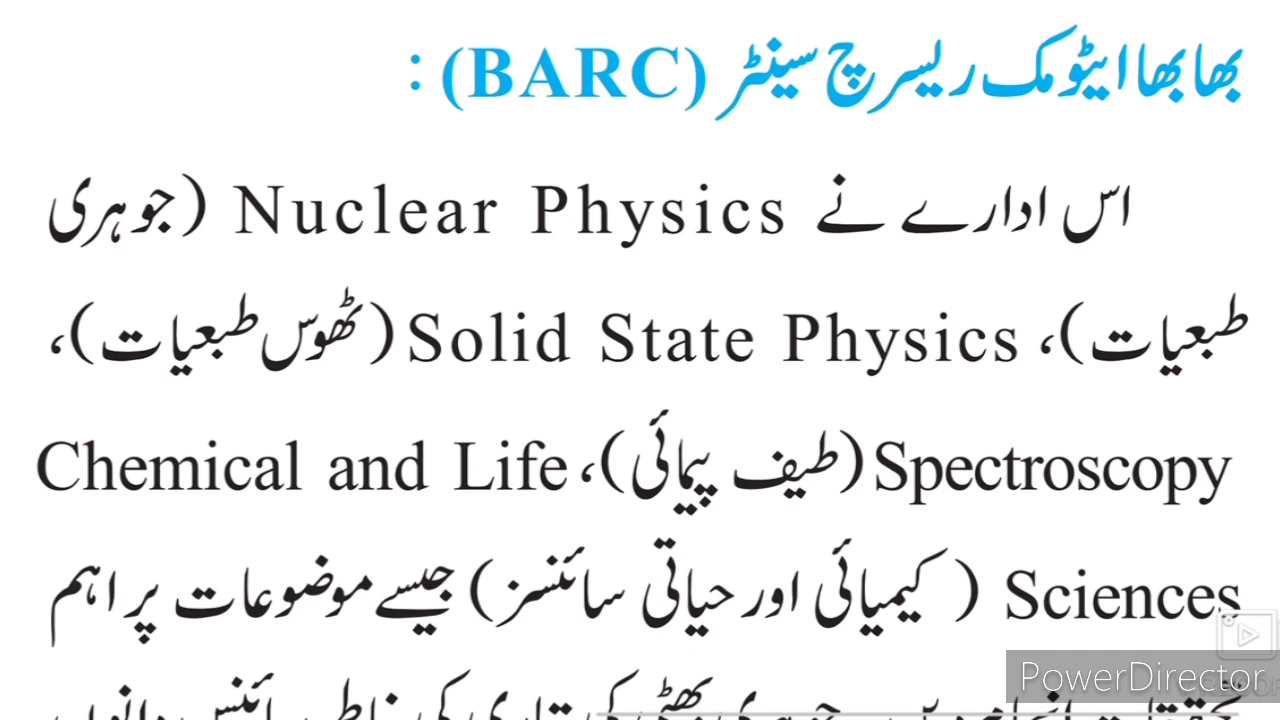 بھابھا ایٹومک ریسرچ سینٹر (BARC) :
اس ادارے نے Nuclear Physics (جوہری
طبعیات)، Solid State Physics (ٹھوس طبعیات)،
Spectroscopy (طیف پیمائی)، Chemical and Life
Sciences (کیمیائی اور حیاتی سائنسز) جیسے موضوعات پر اہم
PowerDirector